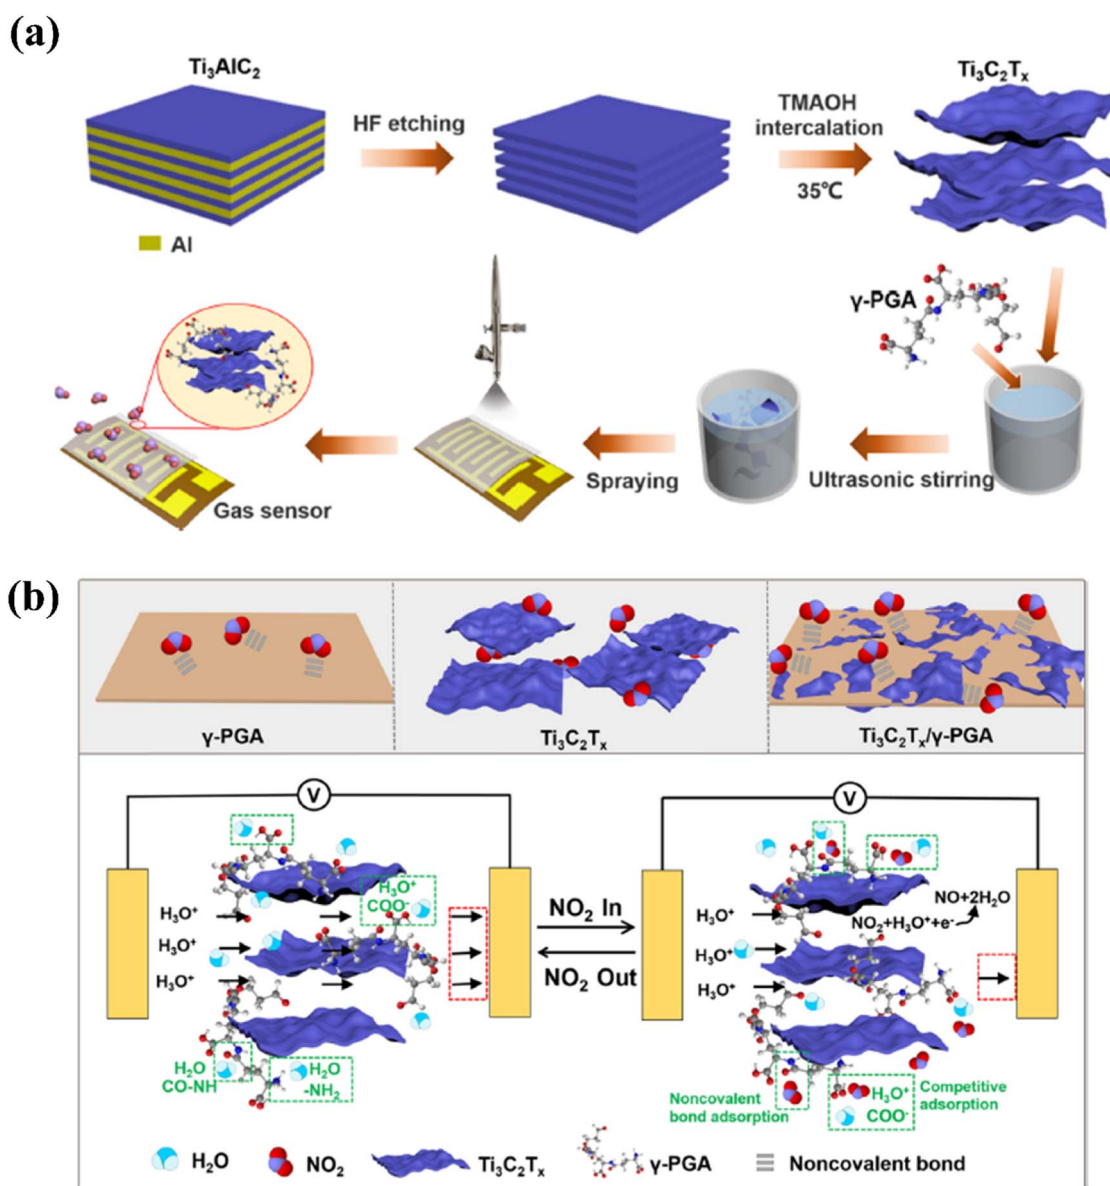 (a)
Ti₃AlC₂
HF etching
TMAOH
intercalation
35℃
Ti₃C₂Tₓ
Al
γ-PGA
Gas sensor
Spraying
Ultrasonic stirring
(b)
γ-PGA
Ti₃C₂Tₓ
Ti₃C₂Tₓ/γ-PGA
V
V
H₃O⁺
COO⁻
H₃O⁺
H₃O⁺
H₃O⁺
H₂O
CO-NH
H₂O
-NH₂
NO₂ In
NO₂ Out
NO+2H₂O
NO₂+H₃O⁺+e⁻
H₃O⁺
H₃O⁺
H₃O⁺
Noncovalent
bond adsorption
H₃O⁺
COO⁻
Competitive
adsorption
H₂O
NO₂
Ti₃C₂Tₓ
γ-PGA
Noncovalent bond